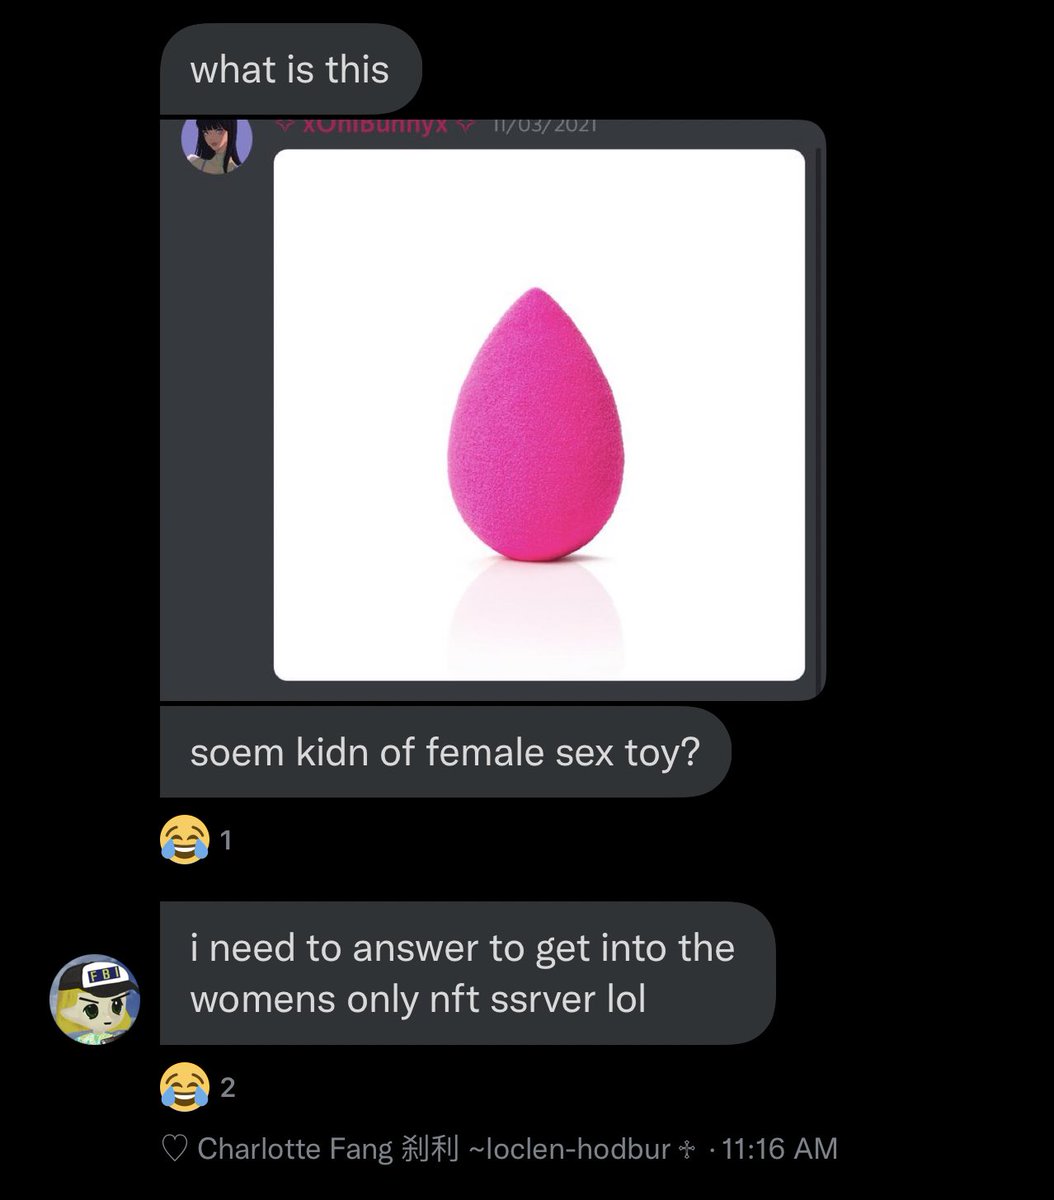 what is this
xOniBunnyx 11/03/2021
soem kidn of female sex toy?
😂 1
i need to answer to get into the
womens only nft ssrver lol
FBI
😂 2
♡ Charlotte Fang 刹利 ~loclen-hodbur ✢ · 11:16 AM